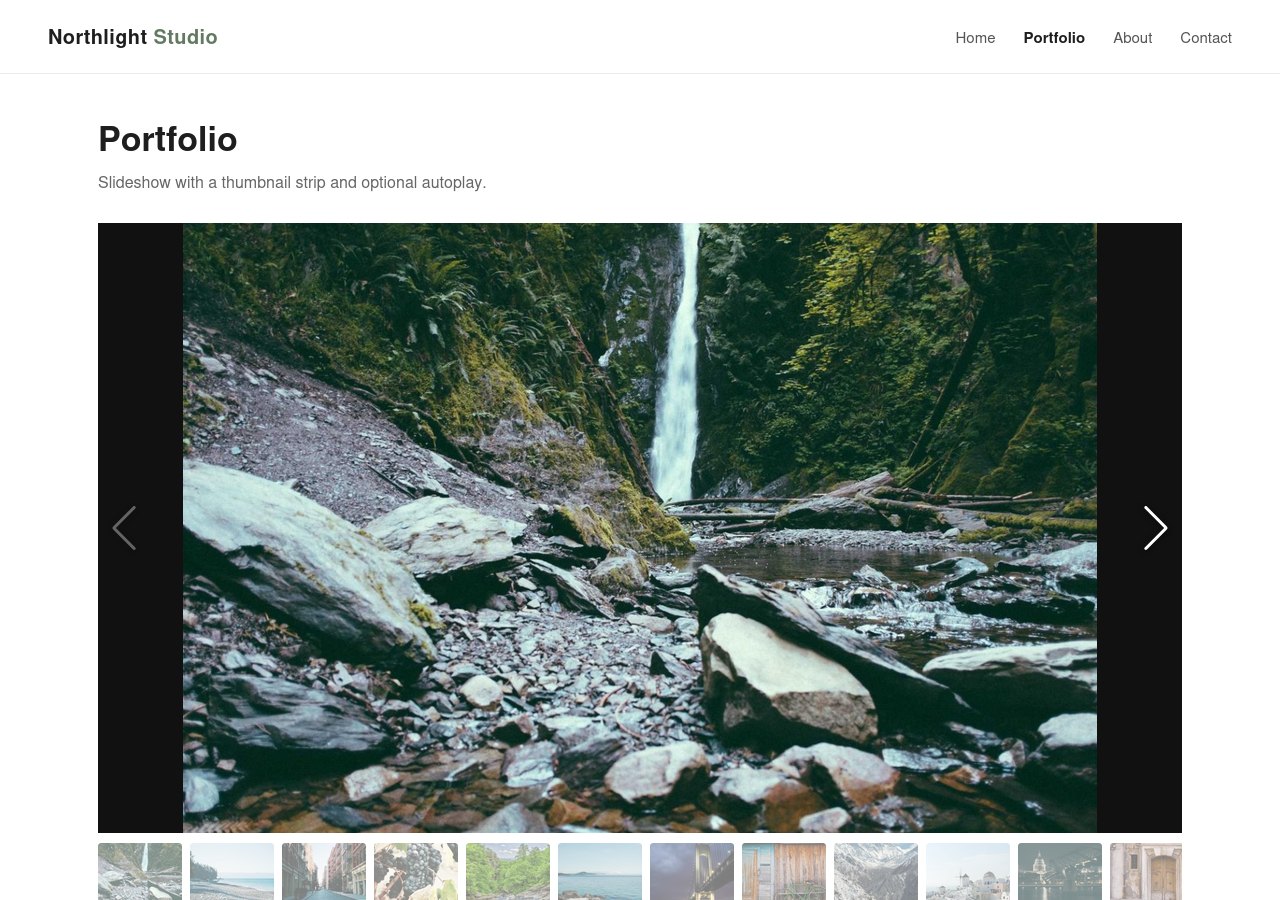 Northlight Studio
Home Portfolio About Contact
Portfolio
Slideshow with a thumbnail strip and optional autoplay.